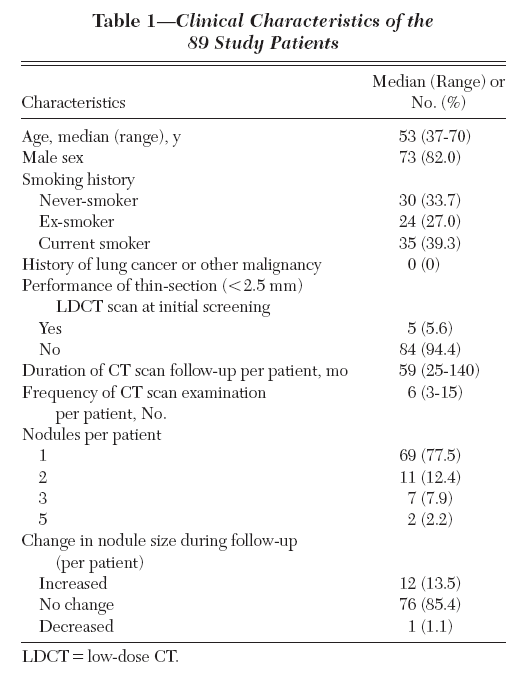 Table 1—Clinical Characteristics of the
89 Study Patients
Median (Range) or
Characteristics No. (%)
Age, median (range), y 53 (37-70)
Male sex 73 (82.0)
Smoking history
Never-smoker 30 (33.7)
Ex-smoker 24 (27.0)
Current smoker 35 (39.3)
History of lung cancer or other malignancy 0 (0)
Performance of thin-section (<2.5 mm)
LDCT scan at initial screening
Yes 5 (5.6)
No 84 (94.4)
Duration of CT scan follow-up per patient, mo 59 (25-140)
Frequency of CT scan examination 6 (3-15)
per patient, No.
Nodules per patient
1 69 (77.5)
2 11 (12.4)
3 7 (7.9)
5 2 (2.2)
Change in nodule size during follow-up
(per patient)
Increased 12 (13.5)
No change 76 (85.4)
Decreased 1 (1.1)
LDCT = low-dose CT.